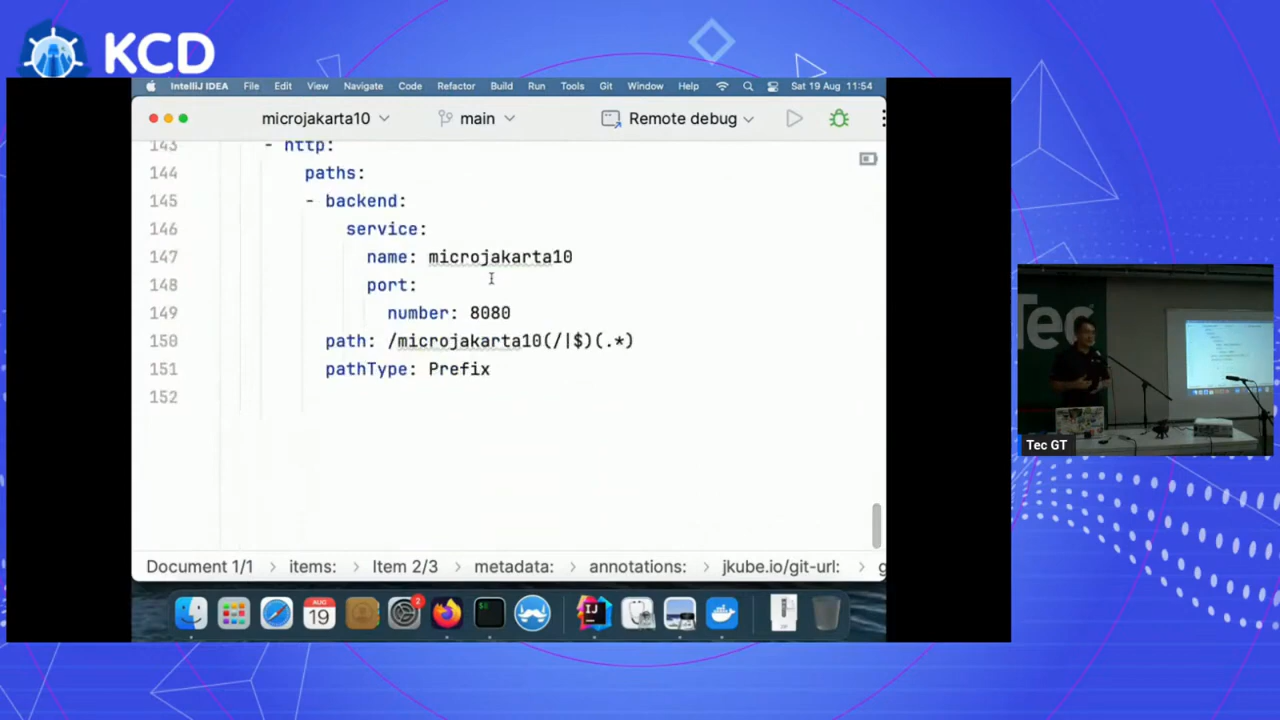 KCD
IntelliJ IDEA File Edit View Navigate Code Refactor Build Run Tools Git Window Help Sat 19 Aug 11:54
microjakarta10 main Remote debug
143 - http:
144 paths:
145 - backend:
146 service:
147 name: microjakarta10
148 port:
149 number: 8080
150 path: /microjakarta10(/|$)(.*)
151 pathType: Prefix
152
Document 1/1 > items: > Item 2/3 > metadata: > annotations: > jkube.io/git-url: > g
AUG
19
2
IJ
Tec
Tec GT